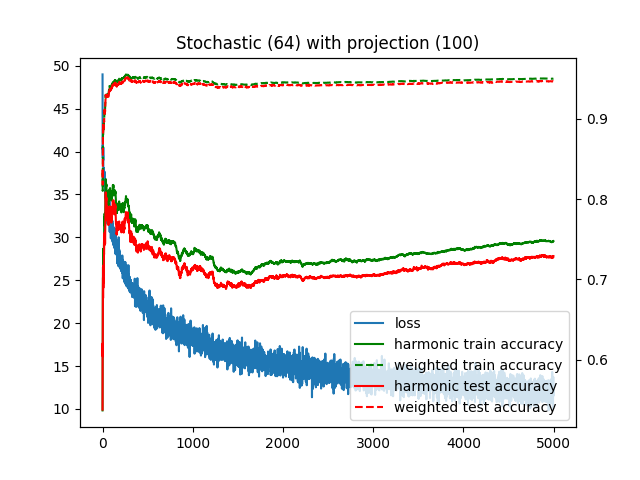 Stochastic (64) with projection (100)
50
45
40
35
30
25
20
15
10
0.9
0.8
0.7
0.6
loss
harmonic train accuracy
weighted train accuracy
harmonic test accuracy
weighted test accuracy
0 1000 2000 3000 4000 5000